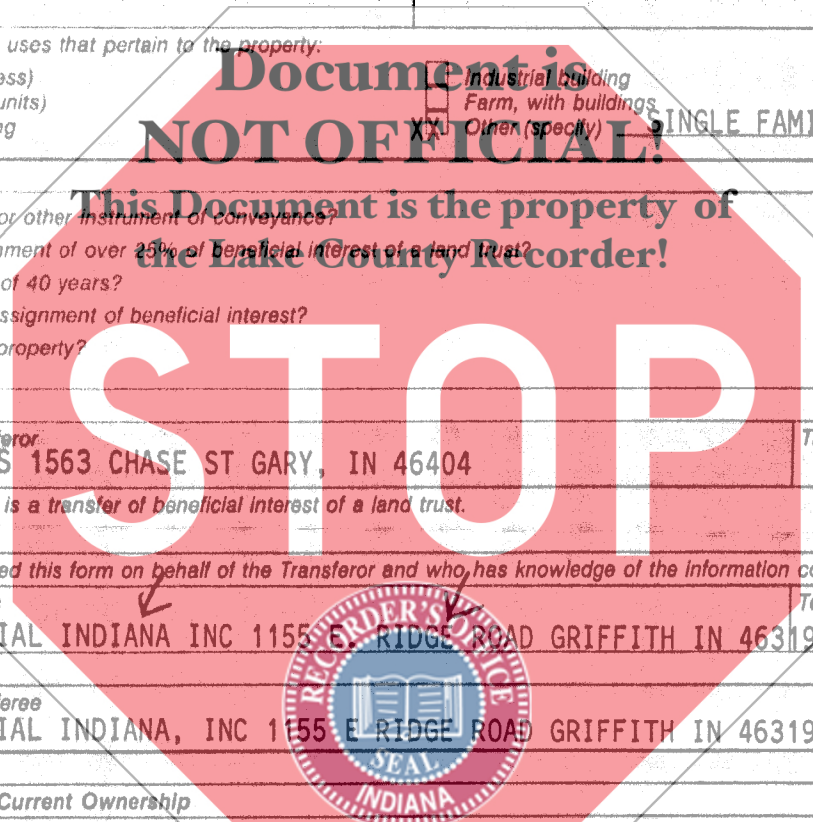 uses that pertain to the property:
ess)
Industrial building
units)
Farm, with buildings
ng
XX
Other (specify)
SINGLE FAMI
Document is
NOT OFFICIAL!
This Document is the property of
the Lake County Recorder!
or other instrument of conveyance?
nment of over 25% of beneficial interest of a land trust?
of 40 years?
ssignment of beneficial interest?
property?
STOP
feror
S 1563 CHASE ST GARY, IN 46404
is a transfer of beneficial interest of a land trust.
ed this form on behalf of the Transferor and who has knowledge of the information co
IAL INDIANA INC 1155 E. RIDGE ROAD GRIFFITH IN 46319
RECORDER'S OFFICE
SEAL
INDIANA
feree
IAL INDIANA, INC 1155 E RIDGE ROAD GRIFFITH IN 46319
Current Ownership